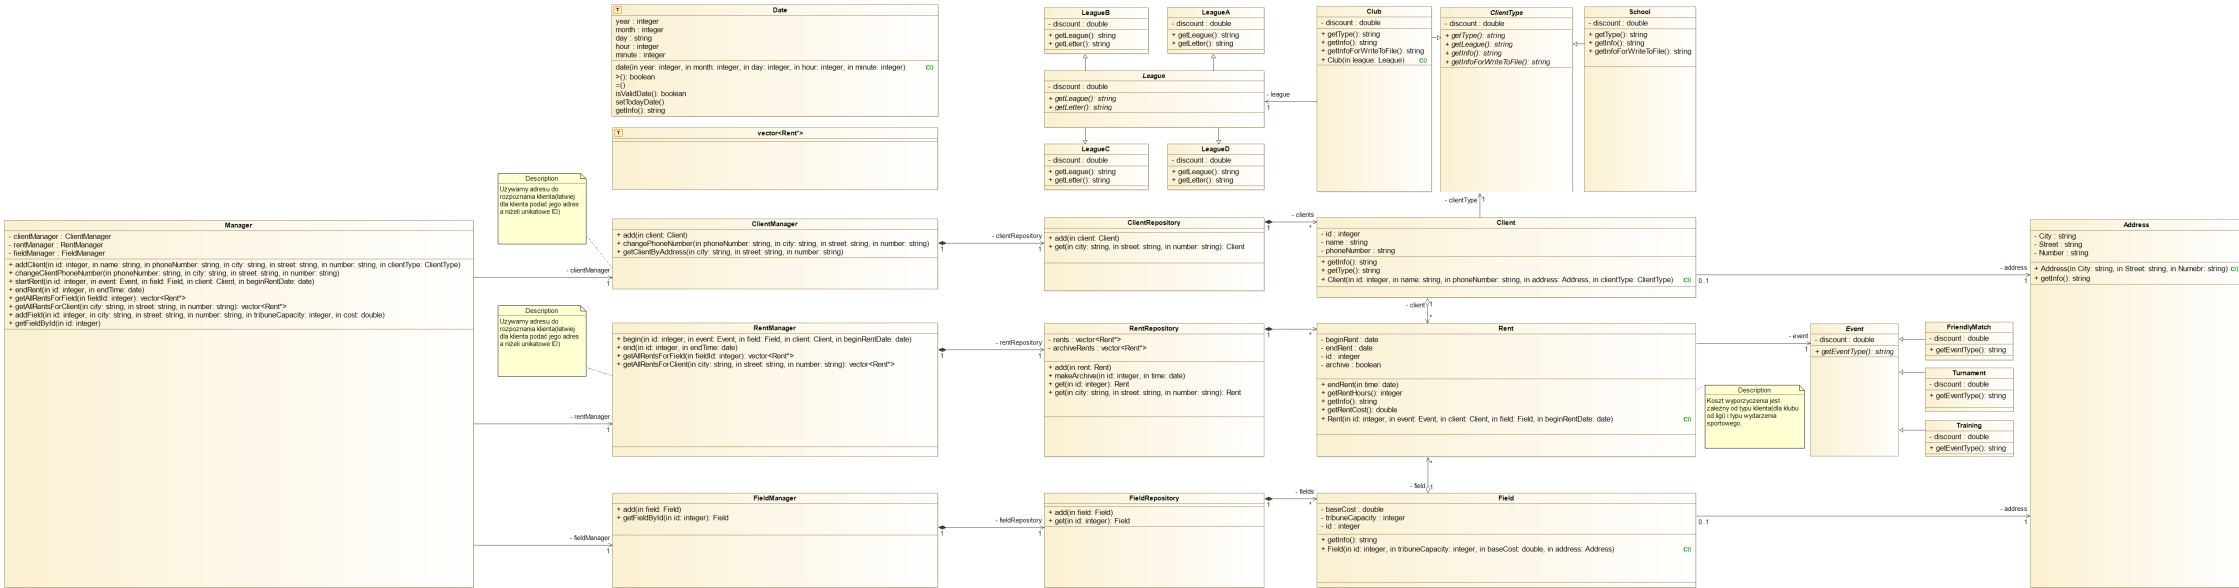 T
Date
year : integer
month : integer
day : string
hour : integer
minute : integer
date(in year: integer, in month: integer, in day: integer, in hour: integer, in minute: integer)
C()
>(): boolean
=()
isValidDate(): boolean
setTodayDate()
getInfo(): string
T
vector<Rent*>
LeagueB
- discount : double
+ getLeague(): string
+ getLetter(): string
LeagueA
- discount : double
+ getLeague(): string
+ getLetter(): string
League
- discount : double
+ getLeague(): string
+ getLetter(): string
LeagueC
- discount : double
+ getLeague(): string
+ getLetter(): string
LeagueD
- discount : double
+ getLeague(): string
+ getLetter(): string
- league
1
Club
- discount : double
+ getType(): string
+ getInfo(): string
+ getInfoForWriteToFile(): string
+ Club(in league: League)
C()
ClientType
- discount : double
+ getType(): string
+ getLeague(): string
+ getInfo(): string
+ getInfoForWriteToFile(): string
School
- discount : double
+ getType(): string
+ getInfo(): string
+ getInfoForWriteToFile(): string
- clientType
1
Description
Używamy adresu do
rozpoznania klienta(łatwiej
dla klienta podać jego adres
a niżeli unikatowe ID)
Manager
- clientManager : ClientManager
- rentManager : RentManager
- fieldManager : FieldManager
+ addClient(in id: integer, in name: string, in phoneNumber: string, in city: string, in street: string, in number: string, in clientType: ClientType)
+ changeClientPhoneNumber(in phoneNumber: string, in city: string, in street: string, in number: string)
+ startRent(in id: integer, in event: Event, in field: Field, in client: Client, in beginRentDate: date)
+ endRent(in id: integer, in endTime: date)
+ getAllRentsForField(in fieldId: integer): vector<Rent*>
+ getAllRentsForClient(in city: string, in street: string, in number: string): vector<Rent*>
+ addField(in id: integer, in city: string, in street: string, in number: string, in tribuneCapacity: integer, in cost: double)
+ getFieldById(in id: integer)
- clientManager
1
ClientManager
+ add(in client: Client)
+ changePhoneNumber(in phoneNumber: string, in city: string, in street: string, in number: string)
+ getClientByAddress(in city: string, in street: string, in number: string)
1
- clientRepository
1
ClientRepository
+ add(in client: Client)
+ get(in city: string, in street: string, in number: string): Client
1
- clients
*
Client
- id : integer
- name : string
- phoneNumber : string
+ getInfo(): string
+ getType(): string
+ Client(in id: integer, in name: string, in phoneNumber: string, in address: Address, in clientType: ClientType)
C()
0..1
- address
1
Address
- City : string
- Street : string
- Number : string
+ Address(in City: string, in Street: string, in Numebr: string)
C()
+ getInfo(): string
Description
Używamy adresu do
rozpoznania klienta(łatwiej
dla klienta podać jego adres
a niżeli unikatowe ID)
- rentManager
1
RentManager
+ begin(in id: integer, in event: Event, in field: Field, in client: Client, in beginRentDate: date)
+ end(in id: integer, in endTime: date)
+ getAllRentsForField(in fieldId: integer): vector<Rent*>
+ getAllRentsForClient(in city: string, in street: string, in number: string): vector<Rent*>
1
- rentRepository
1
RentRepository
- rents : vector<Rent*>
- archiveRents : vector<Rent*>
+ add(in rent: Rent)
+ makeArchive(in id: integer, in time: date)
+ get(in id: integer): Rent
+ get(in city: string, in street: string, in number: string): Rent
1
*
- client
1
*
Rent
- beginRent : date
- endRent : date
- id : integer
- archive : boolean
+ endRent(in time: date)
+ getRentHours(): integer
+ getInfo(): string
+ getRentCost(): double
+ Rent(in id: integer, in event: Event, in client: Client, in field: Field, in beginRentDate: date)
C()
- event
1
Event
- discount : double
+ getEventType(): string
FriendlyMatch
- discount : double
+ getEventType(): string
Turnament
- discount : double
+ getEventType(): string
Training
- discount : double
+ getEventType(): string
Description
Koszt wyporzyczenia jest
zależny od typu klienta(dla klubu
od ligi) i typu wydarzenia
sportowego.
*
- field
1
- fieldManager
1
FieldManager
+ add(in field: Field)
+ getFieldById(in id: integer): Field
1
- fieldRepository
1
FieldRepository
+ add(in field: Field)
+ get(in id: integer): Field
1
- fields
*
Field
- baseCost : double
- tribuneCapacity : integer
- id : integer
+ getInfo(): string
+ Field(in id: integer, in tribuneCapacity: integer, in baseCost: double, in address: Address)
C()
0..1
- address
1